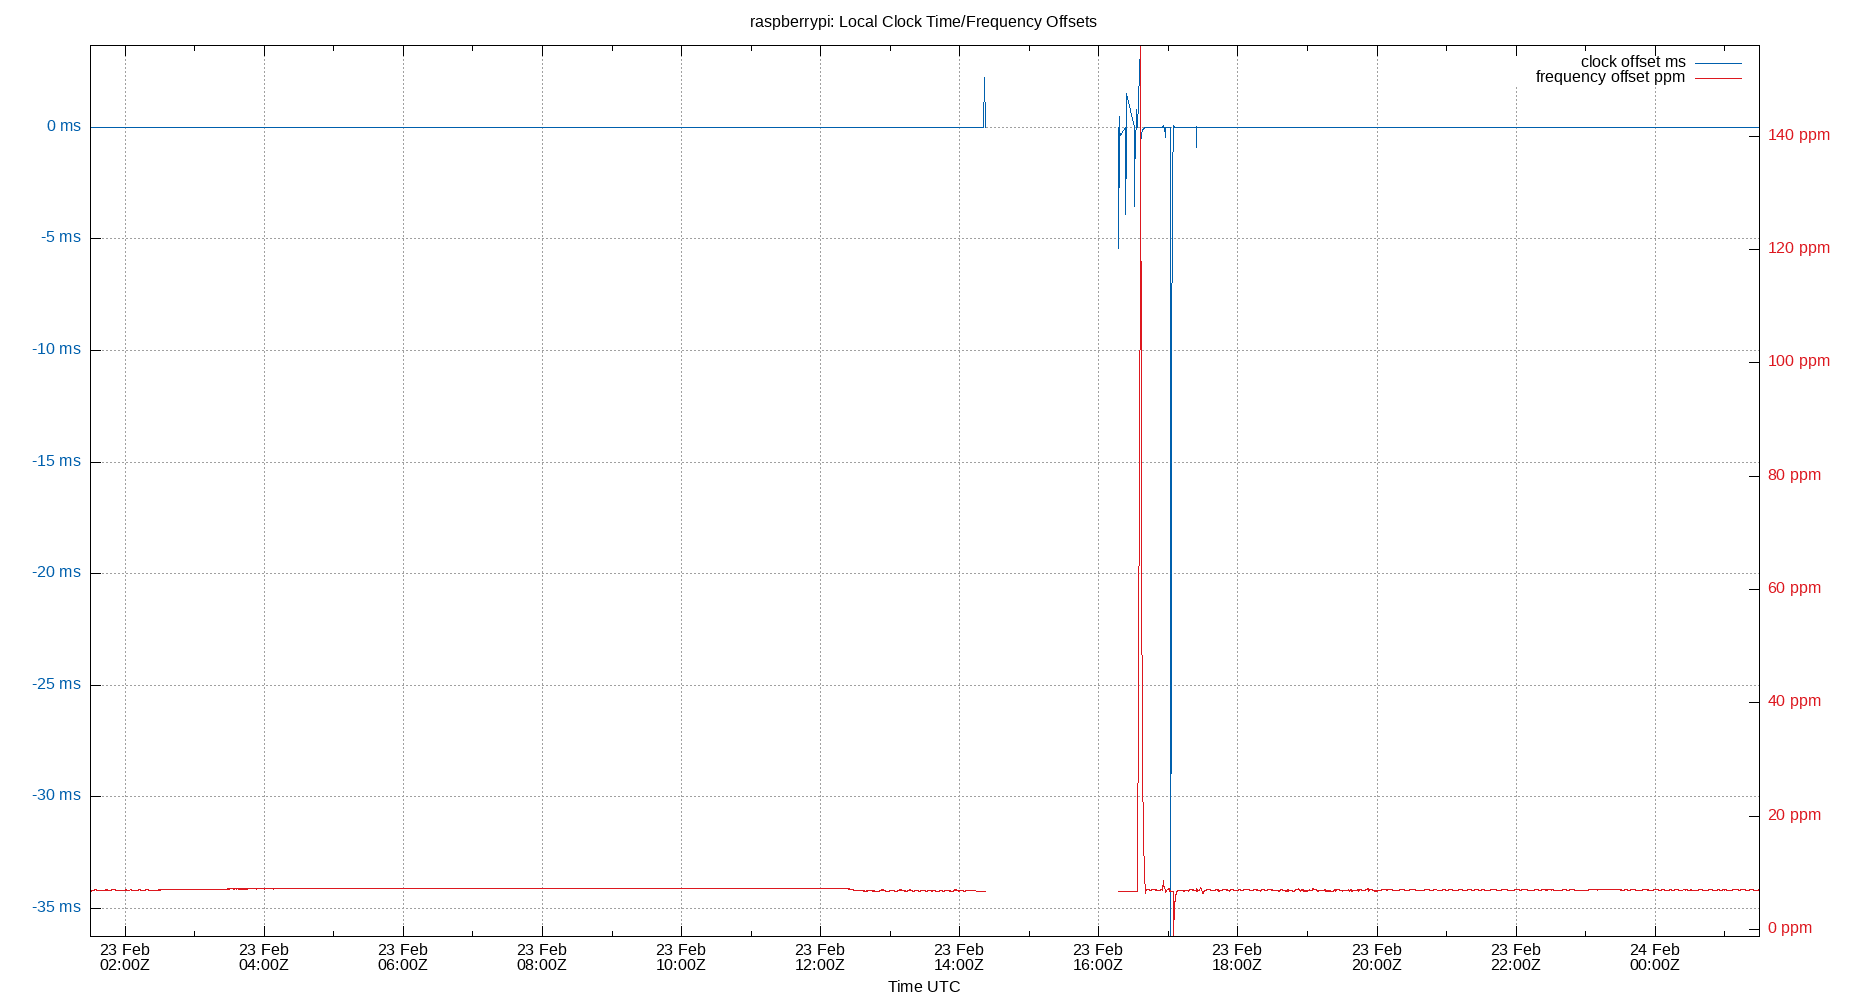 raspberrypi: Local Clock Time/Frequency Offsets
clock offset ms
frequency offset ppm
0 ms
-5 ms
-10 ms
-15 ms
-20 ms
-25 ms
-30 ms
-35 ms
140 ppm
120 ppm
100 ppm
80 ppm
60 ppm
40 ppm
20 ppm
0 ppm
23 Feb 23 Feb 23 Feb 23 Feb 23 Feb 23 Feb 23 Feb 23 Feb 23 Feb 23 Feb 23 Feb 24 Feb
02:00Z 04:00Z 06:00Z 08:00Z 10:00Z 12:00Z 14:00Z 16:00Z 18:00Z 20:00Z 22:00Z 00:00Z
Time UTC